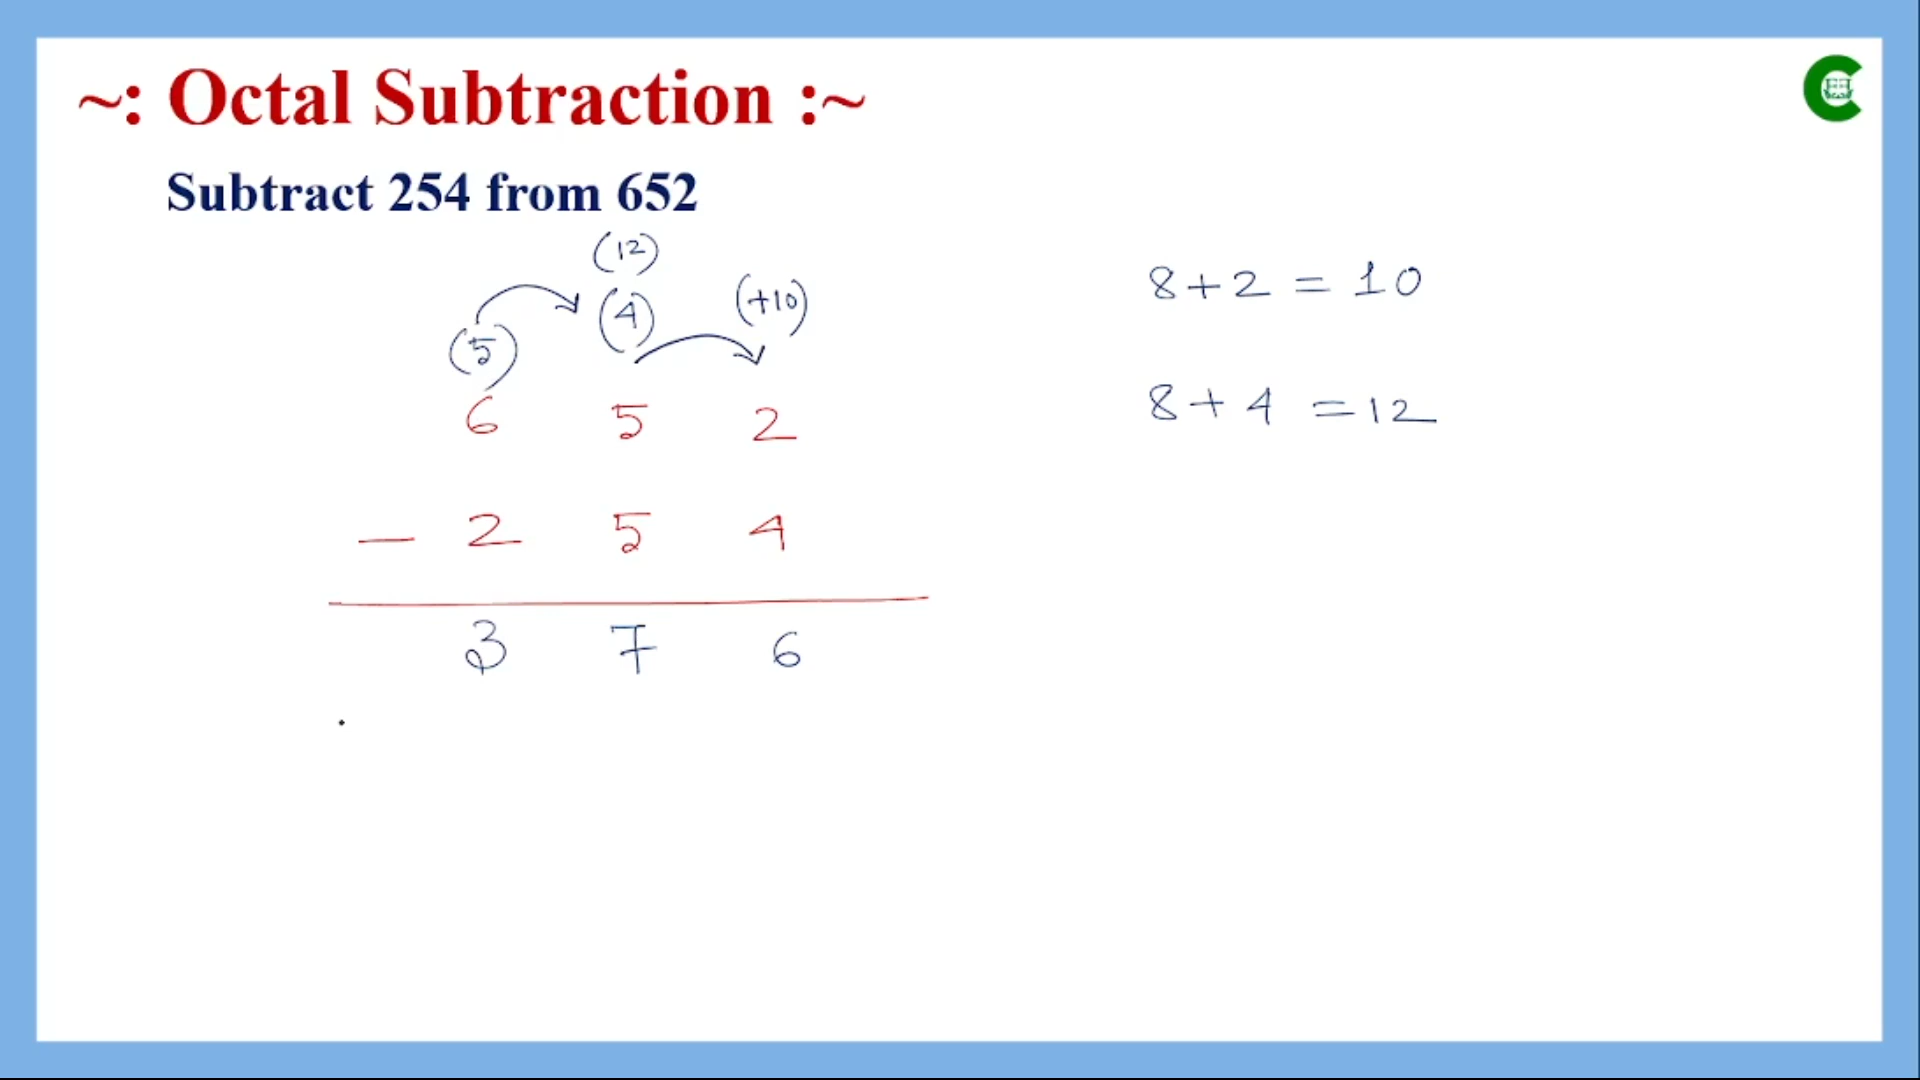 ~: Octal Subtraction :~
Subtract 254 from 652
(12)
(5) (4) (+10)
6 5 2
- 2 5 4
3 7 6
8+2 = 10
8+4 =12